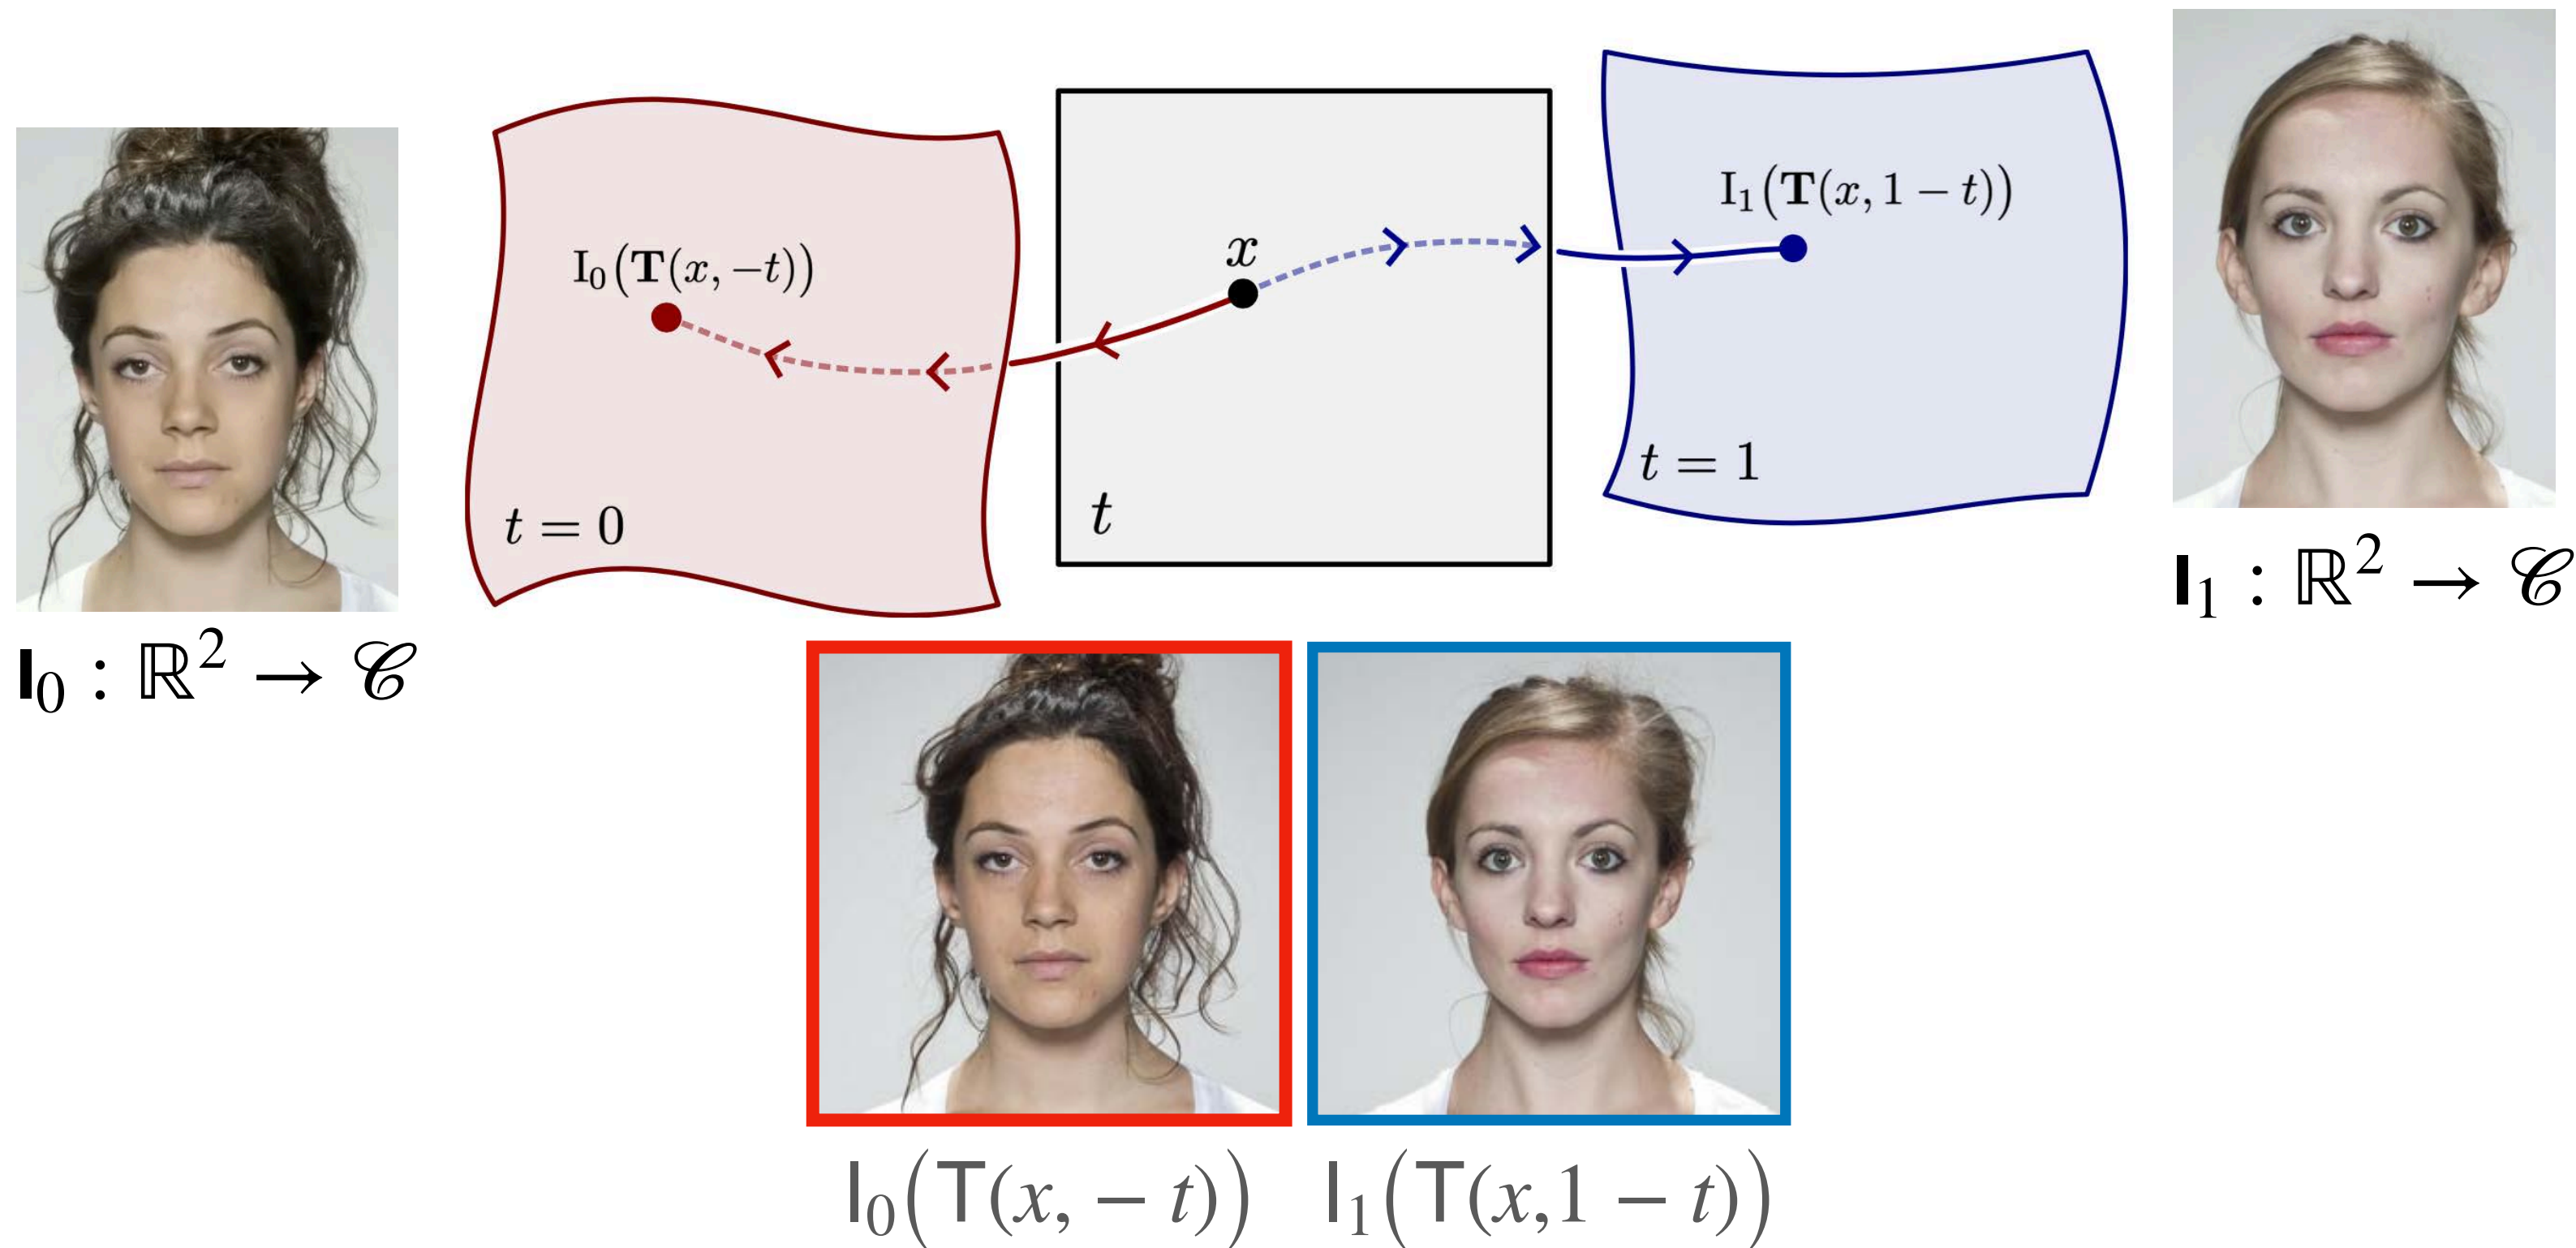 I₁(𝐓(x, 1 − t))
x
I₀(𝐓(x, −t))
t = 1
t
t = 0
𝗜₁ : ℝ² → 𝒞
𝗜₀ : ℝ² → 𝒞
I₀(T(x, − t))
I₁(T(x,1 − t))